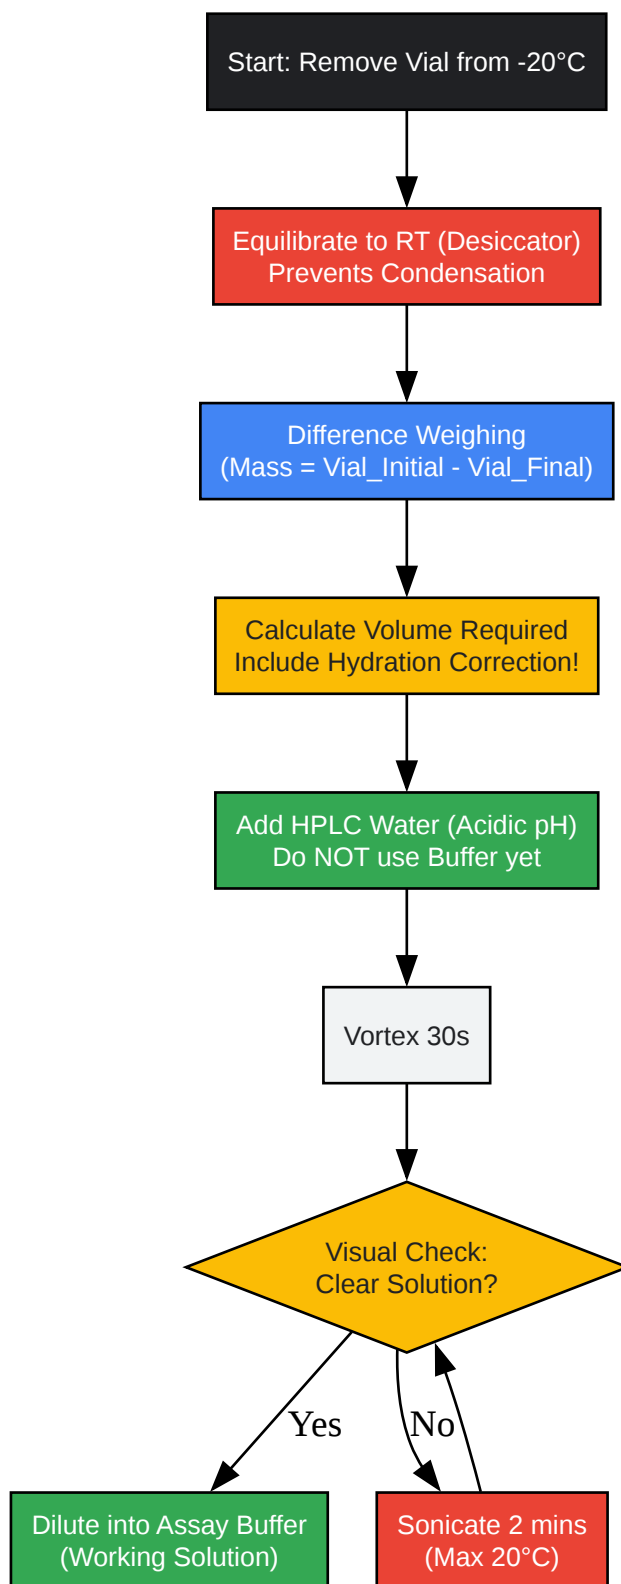 Start: Remove Vial from -20°C
Equilibrate to RT (Desiccator)
Prevents Condensation
Difference Weighing
(Mass = Vial_Initial - Vial_Final)
Calculate Volume Required
Include Hydration Correction!
Add HPLC Water (Acidic pH)
Do NOT use Buffer yet
Vortex 30s
Visual Check:
Clear Solution?
Yes
No
Dilute into Assay Buffer
(Working Solution)
Sonicate 2 mins
(Max 20°C)